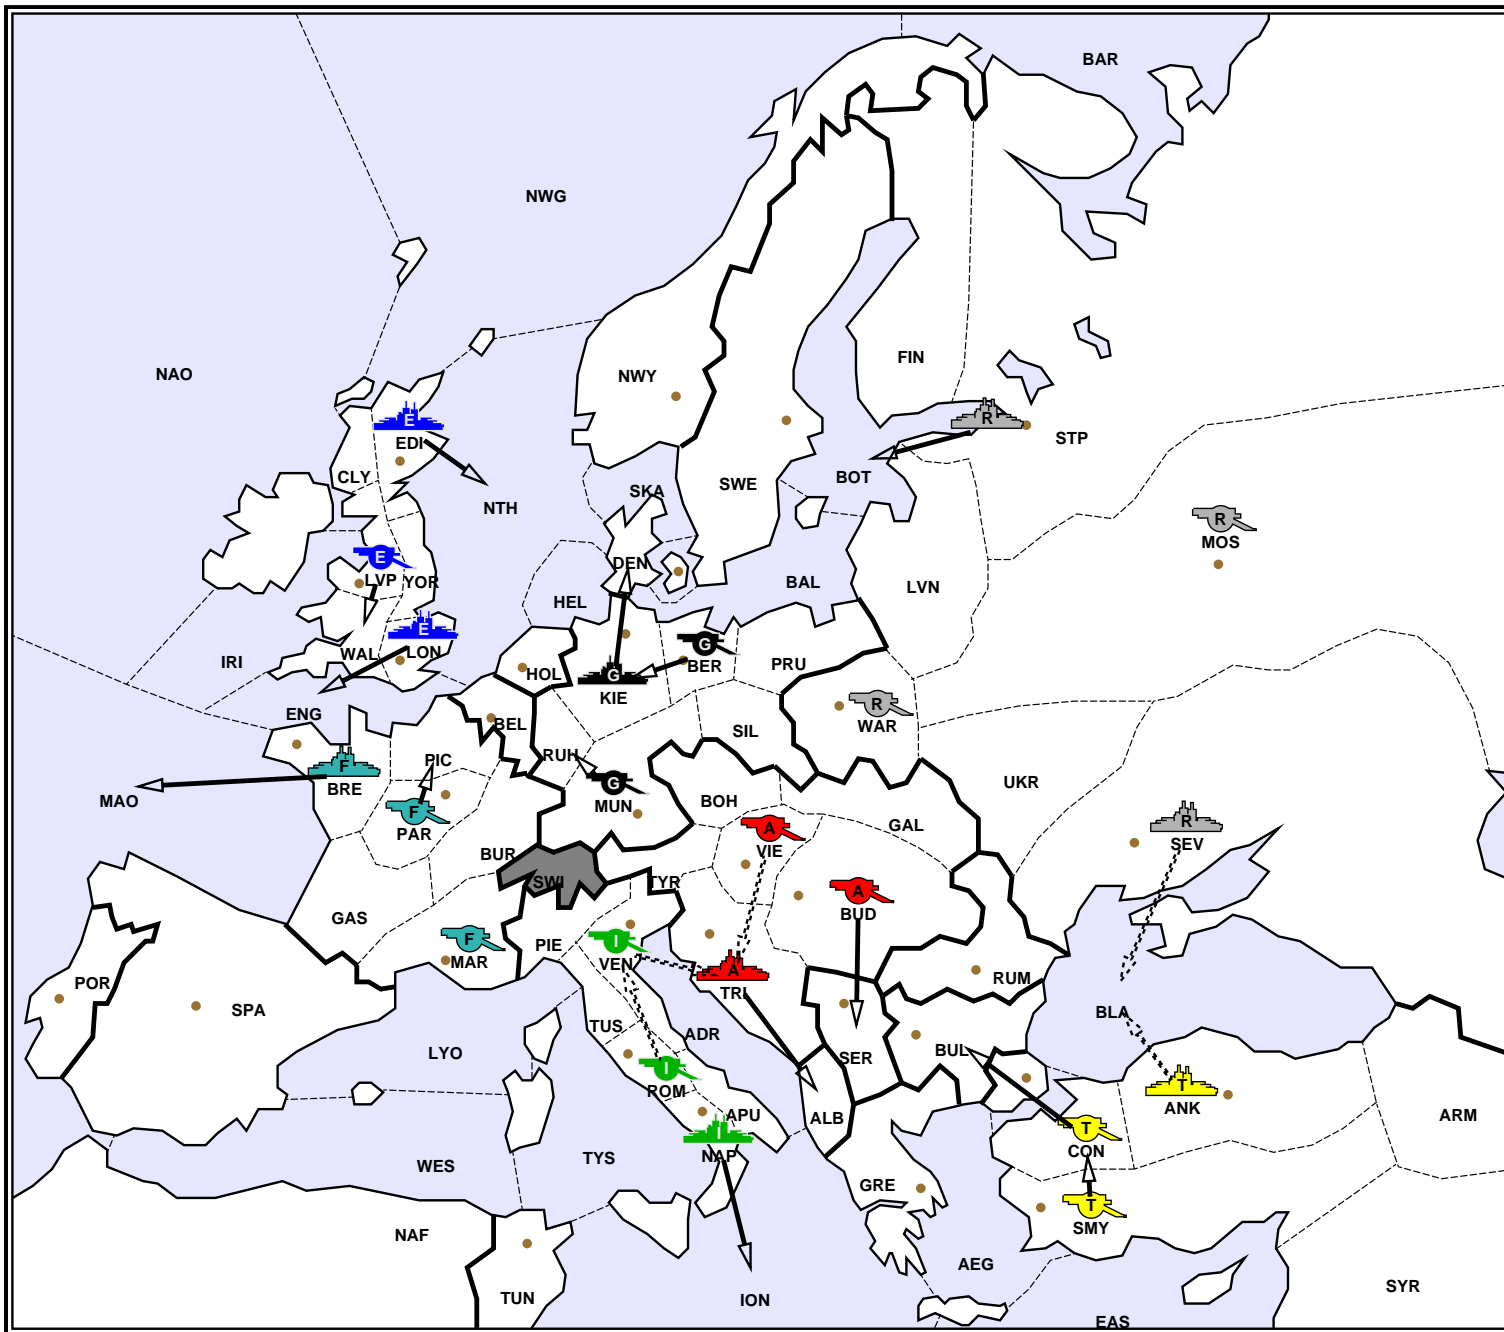 BAR
NWG
NAO
NWY
FIN
R
STP
E
EDI
CLY
NTH
SKA
SWE
BOT
R
MOS
E
LVP
YOR
DEN
HEL
BAL
LVN
E
LON
WAL
IRI
G
BER
PRU
HOL
G
KIE
R
WAR
ENG
BEL
SIL
RUH
PIC
F
BRE
MAO
G
MUN
UKR
BOH
F
PAR
GAL
A
VIE
R
SEV
BUR
SWI
TYR
A
BUD
GAS
F
MAR
PIE
I
VEN
A
TRI
RUM
POR
SPA
BLA
TUS
ADR
LYO
SER
BUL
I
ROM
T
ANK
APU
ALB
ARM
T
CON
I
NAP
WES
TYS
GRE
T
SMY
NAF
AEG
SYR
TUN
ION
EAS